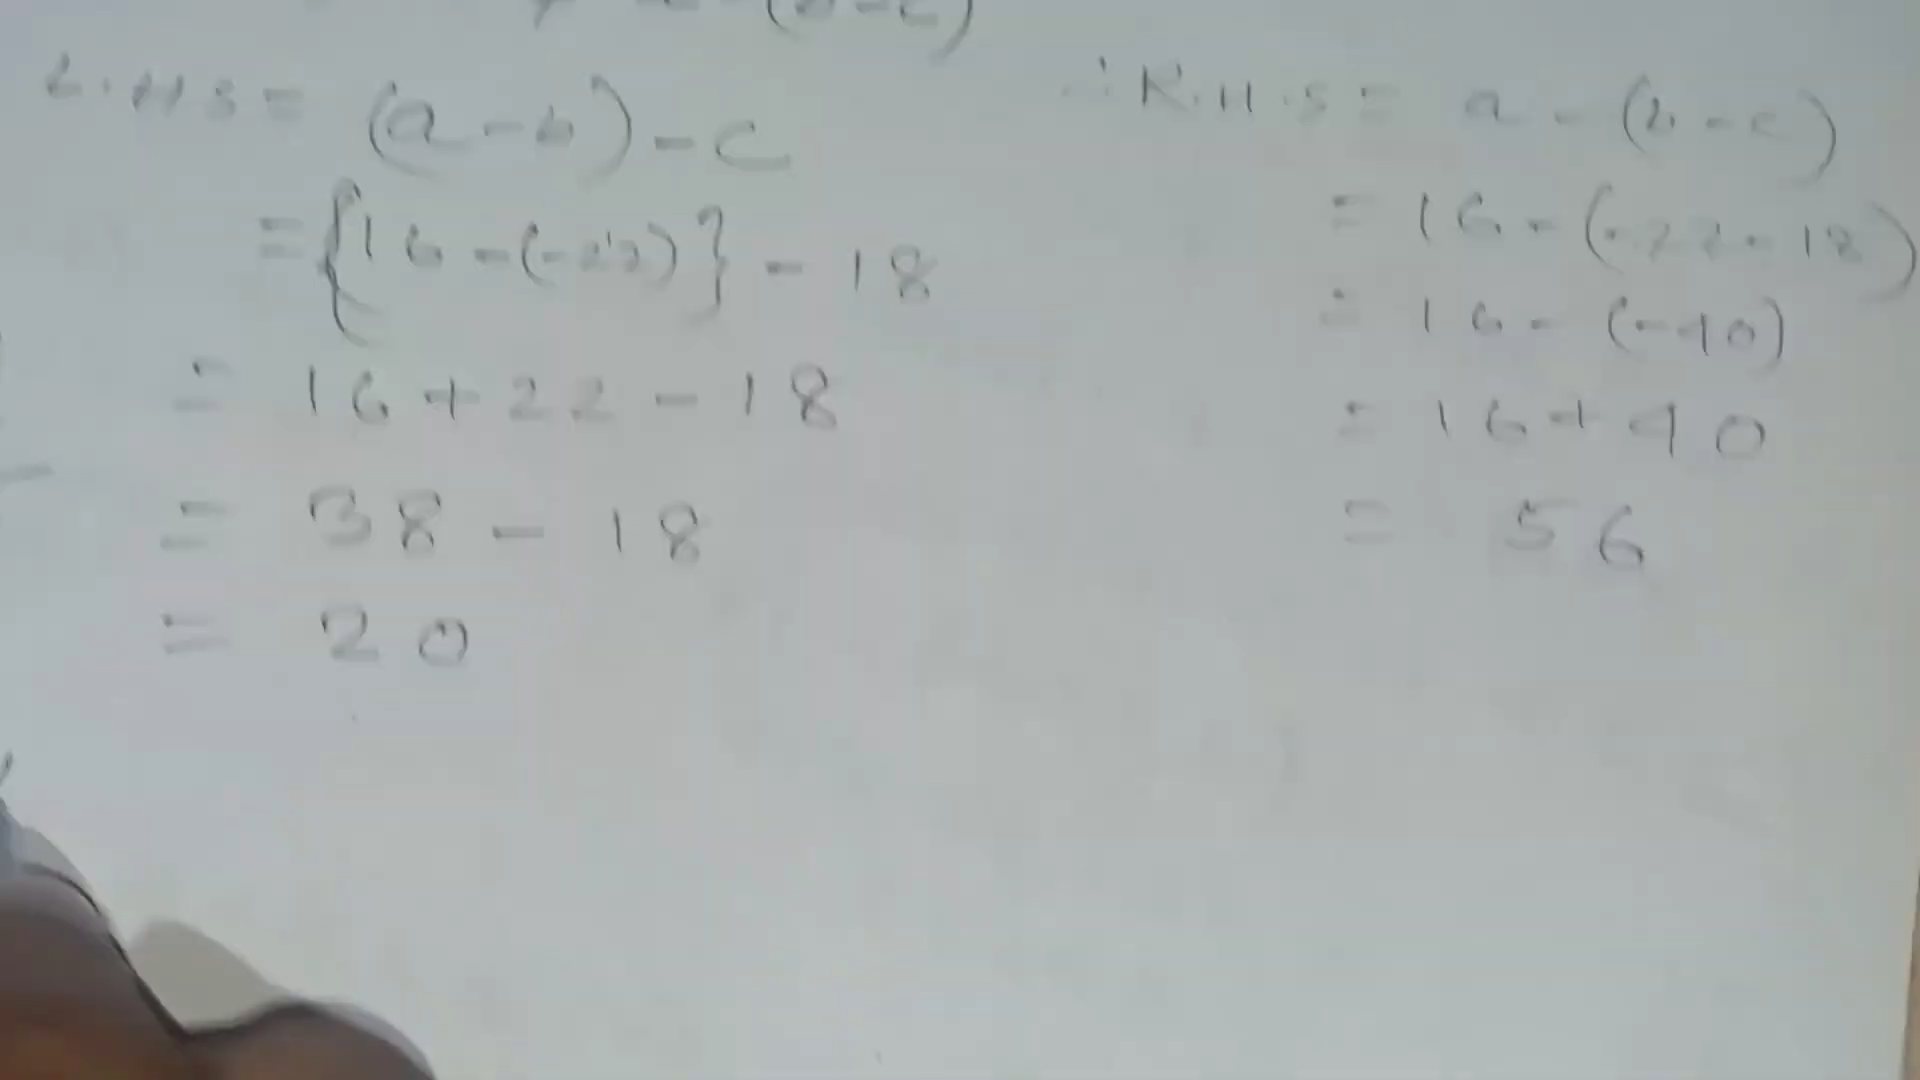 (b-c)
L.H.S = (a-b)-c
={16-(-22)} - 18
= 16+22-18
= 38 - 18
= 20
∴ R.H.S = a-(b-c)
= 16-(-22-18)
= 16-(-40)
= 16+40
= 56